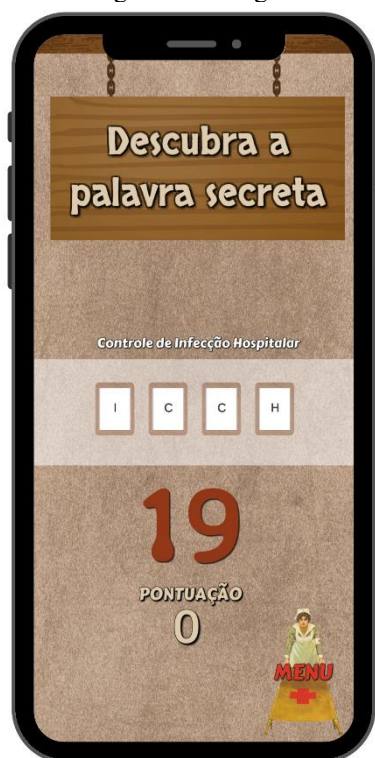 Descubra a
palavra secreta
Controle de Infecção Hospitalar
I C C H
19
PONTUAÇÃO
0
MENU